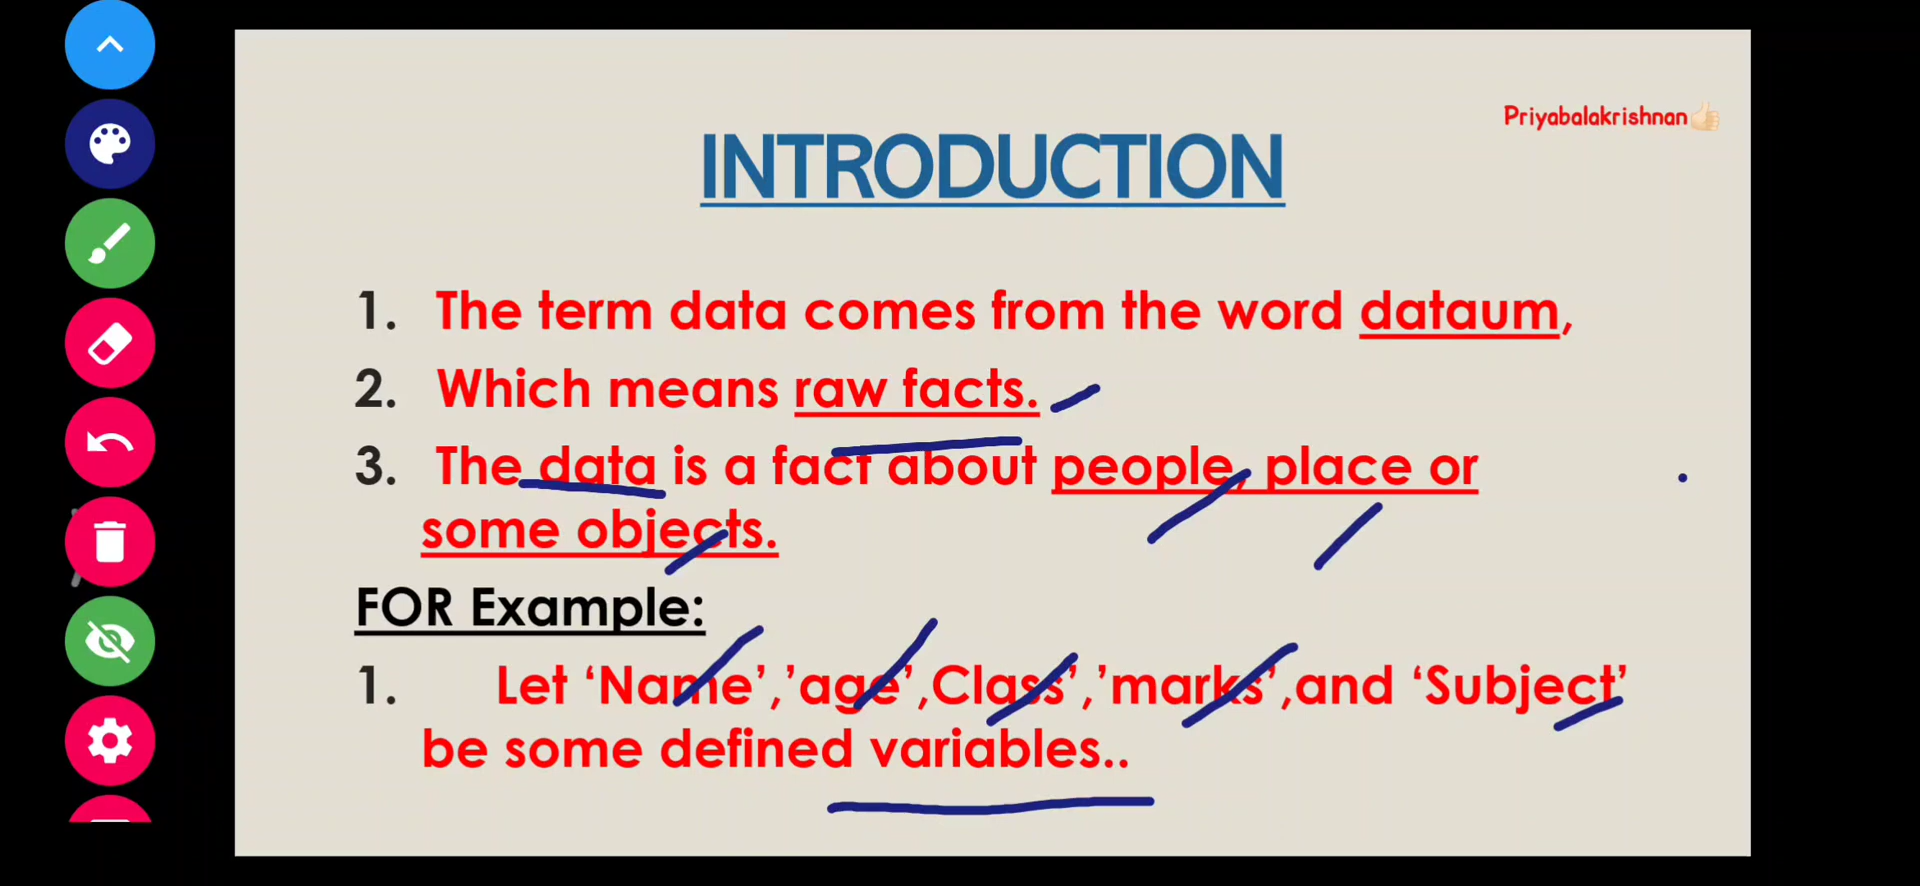 Priyabalakrishnan👍🏻
INTRODUCTION
1. The term data comes from the word dataum,
2. Which means raw facts.
3. The data is a fact about people, place or
some objects.
FOR Example:
1. Let ‘Name’,’age’,Class’,’marks’,and ‘Subject’
be some defined variables..